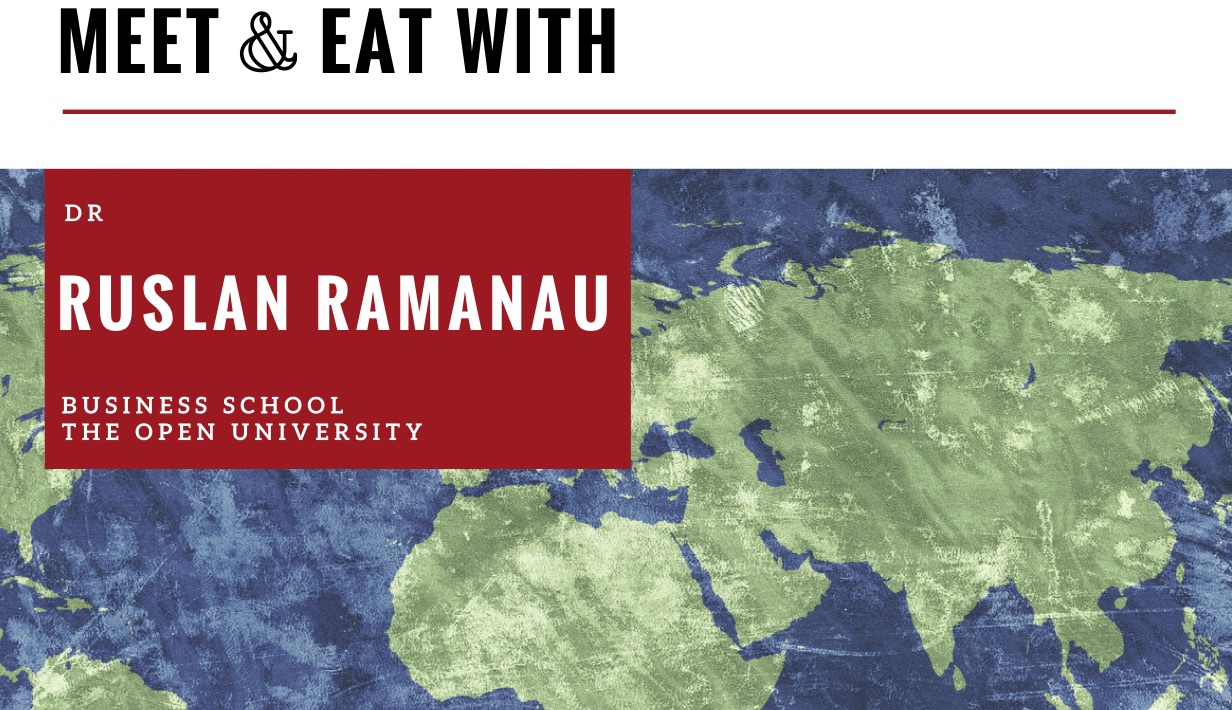 MEET & EAT WITH
DR
RUSLAN RAMANAU
BUSINESS SCHOOL
THE OPEN UNIVERSITY